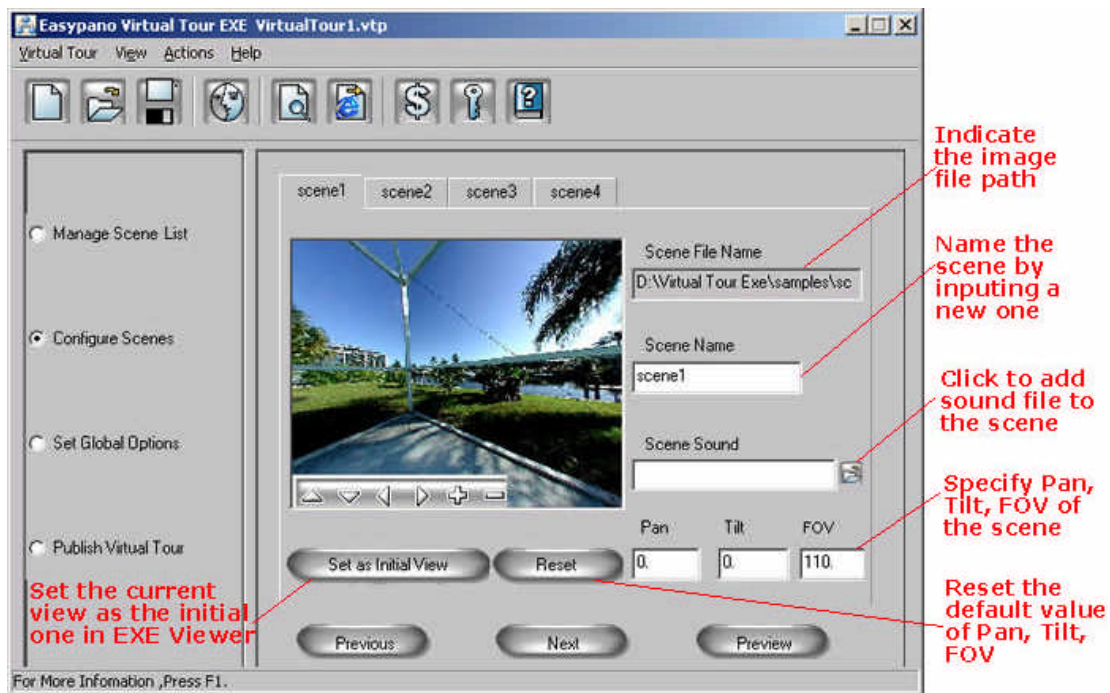 Easypano Virtual Tour EXE VirtualTour1.vtp
Virtual Tour View Actions Help
Indicate
the image
file path
scene1 scene2 scene3 scene4
Manage Scene List
Scene File Name
D:\Virtual Tour Exe\samples\sc
Name the
scene by
inputing a
new one
Configure Scenes
Scene Name
scene1
Click to add
sound file to
the scene
Set Global Options
Scene Sound
Specify Pan,
Tilt, FOV of
the scene
Pan Tilt FOV
0. 0. 110.
Publish Virtual Tour
Set as Initial View Reset
Set the current
view as the initial
one in EXE Viewer
Reset the
default value
of Pan, Tilt,
FOV
Previous Next Preview
For More Infomation ,Press F1.